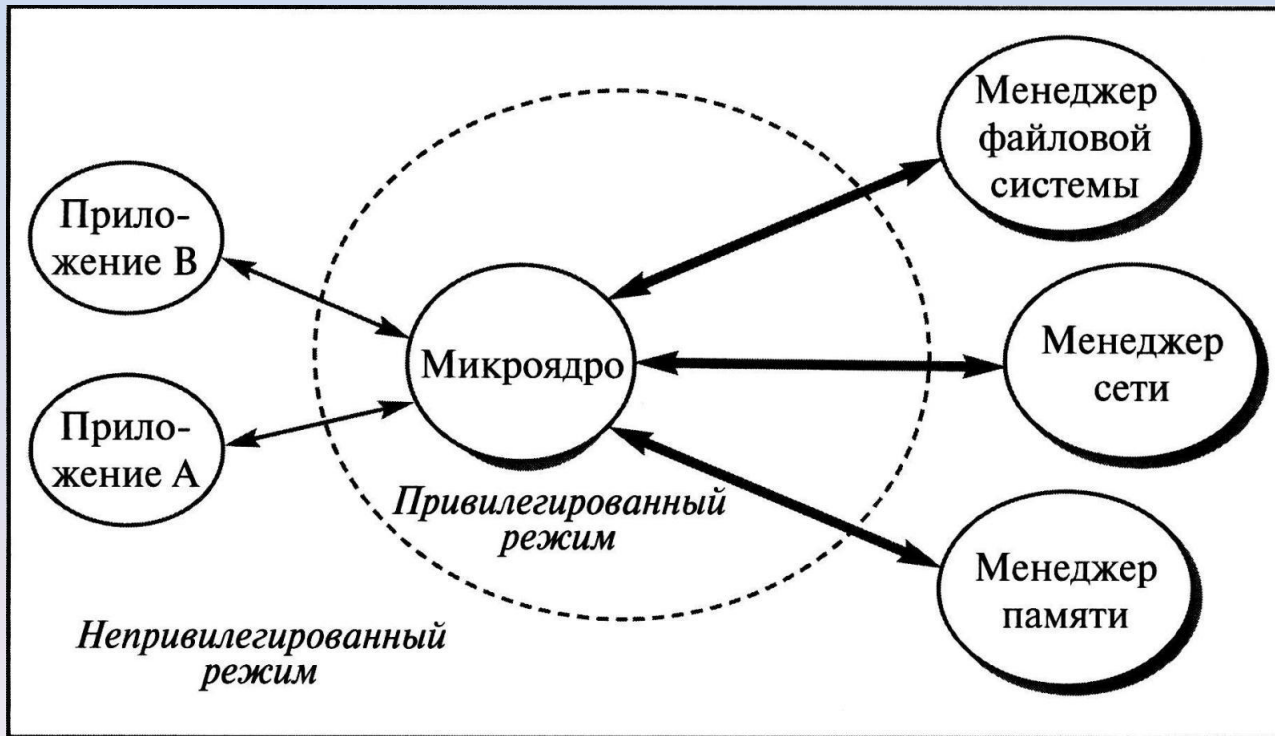 Менеджер
файловой
системы
Прило-
жение В
Микроядро
Менеджер
сети
Прило-
жение А
Привилегированный
режим
Менеджер
памяти
Непривилегированный
режим